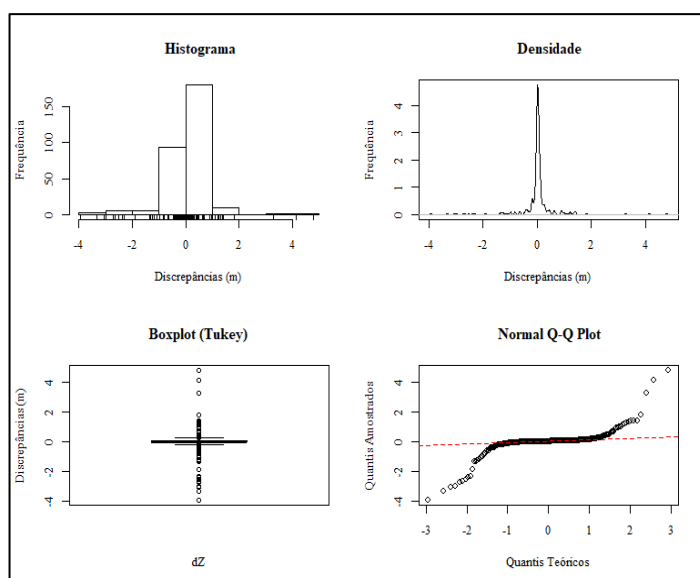 Histograma
Frequência
0 50 100 150
-4 -2 0 2 4
Discrepâncias (m)
Densidade
Frequência
0 1 2 3 4
-4 -2 0 2 4
Discrepâncias (m)
Boxplot (Tukey)
Discrepâncias (m)
-4 -2 0 2 4
dZ
Normal Q-Q Plot
Quantis Amostrados
-4 -2 0 2 4
-3 -2 -1 0 1 2 3
Quantis Teóricos